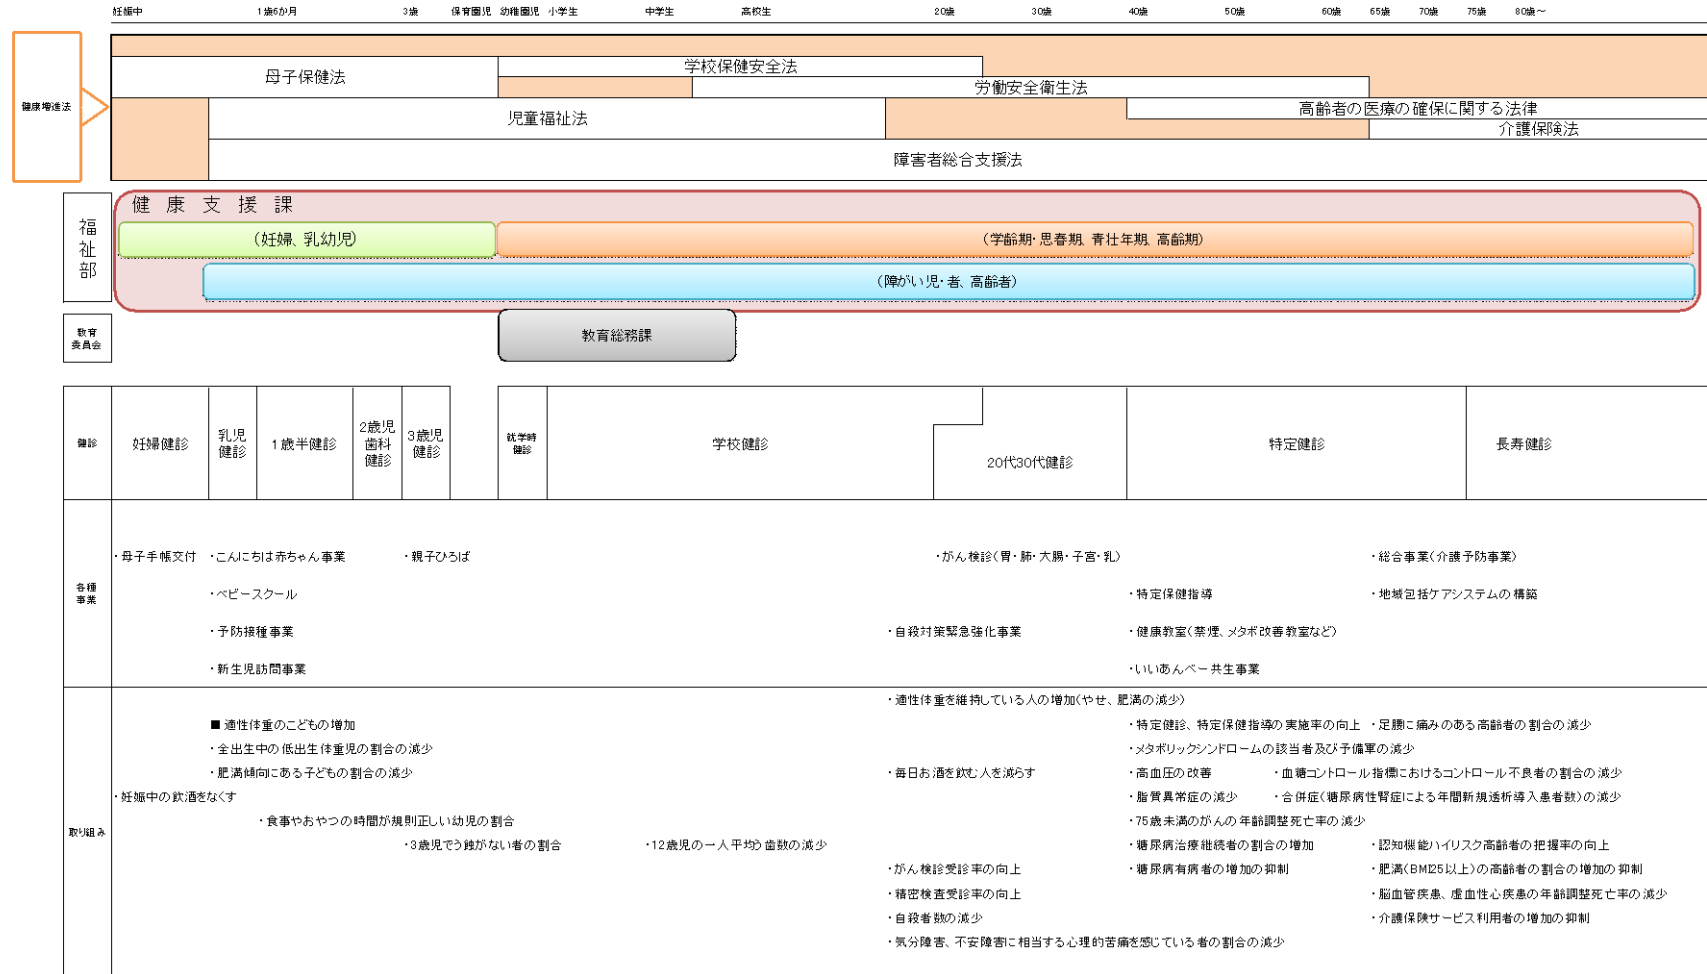 妊娠中 1歳6か月 3歳 保育園児 幼稚園児 小学生 中学生 高校生 20歳 30歳 40歳 50歳 60歳 65歳 70歳 75歳 80歳～
健康増進法
母子保健法
学校保健安全法
労働安全衛生法
児童福祉法
高齢者の医療の確保に関する法律
介護保険法
障害者総合支援法
福祉部
健康支援課
(妊婦、乳幼児)
(学齢期・思春期、青壮年期、高齢期)
(障がい児・者、高齢者)
教育
委員会
教育総務課
健診
妊婦健診
乳児
健診
1歳半健診
2歳児
歯科
健診
3歳児
健診
就学時
健診
学校健診
20代30代健診
特定健診
長寿健診
各種
事業
・母子手帳交付 ・こんにちは赤ちゃん事業 ・親子ひろば ・がん検診(胃・肺・大腸・子宮・乳) ・総合事業(介護予防事業)
・ベビースクール ・特定保健指導 ・地域包括ケアシステムの構築
・予防接種事業 ・自殺対策緊急強化事業 ・健康教室(禁煙、メタボ改善教室など)
・新生児訪問事業 ・いいあんべー共生事業
取り組み
・適性体重を維持している人の増加(やせ、肥満の減少)
■適性体重のこどもの増加 ・特定健診、特定保健指導の実施率の向上 ・足腰に痛みのある高齢者の割合の減少
・全出生中の低出生体重児の割合の減少 ・メタボリックシンドロームの該当者及び予備軍の減少
・肥満傾向にある子どもの割合の減少 ・毎日お酒を飲む人を減らす ・高血圧の改善 ・血糖コントロール指標におけるコントロール不良者の割合の減少
・妊娠中の飲酒をなくす ・脂質異常症の減少 ・合併症(糖尿病性腎症による年間新規透析導入患者数)の減少
・食事やおやつの時間が規則正しい幼児の割合 ・75歳未満のがんの年齢調整死亡率の減少
・3歳児でう蝕がない者の割合 ・12歳児の一人平均う歯数の減少 ・糖尿病治療継続者の割合の増加 ・認知機能ハイリスク高齢者の把握率の向上
・がん検診受診率の向上 ・糖尿病有病者の増加の抑制 ・肥満(BMI25以上)の高齢者の割合の増加の抑制
・精密検査受診率の向上 ・脳血管疾患、虚血性心疾患の年齢調整死亡率の減少
・自殺者数の減少 ・介護保険サービス利用者の増加の抑制
・気分障害、不安障害に相当する心理的苦痛を感じている者の割合の減少